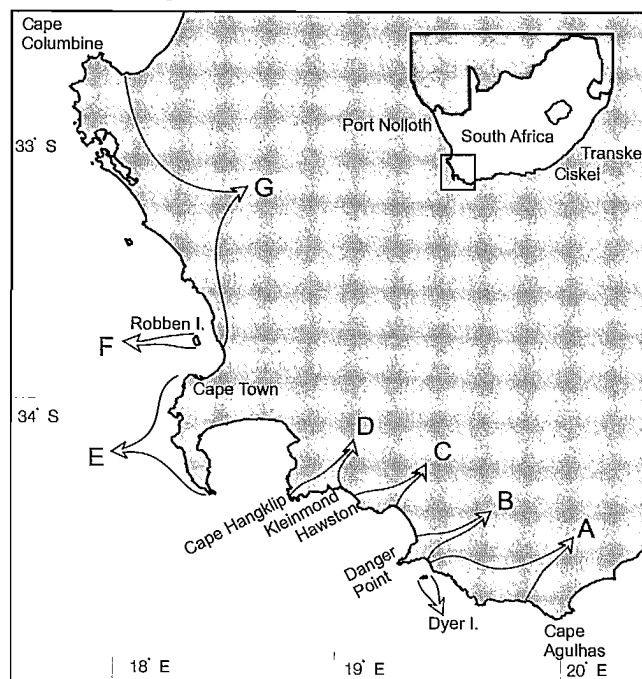 Cape
Columbine
33° S
Port Nolloth
South Africa
Transkei
Ciskei
G
Robben I.
F
34° S
Cape Town
E
D
C
Cape Hangklip
Kleinmond
Hawston
B
A
Danger
Point
Dyer I.
Cape
Agulhas
18° E
19° E
20° E